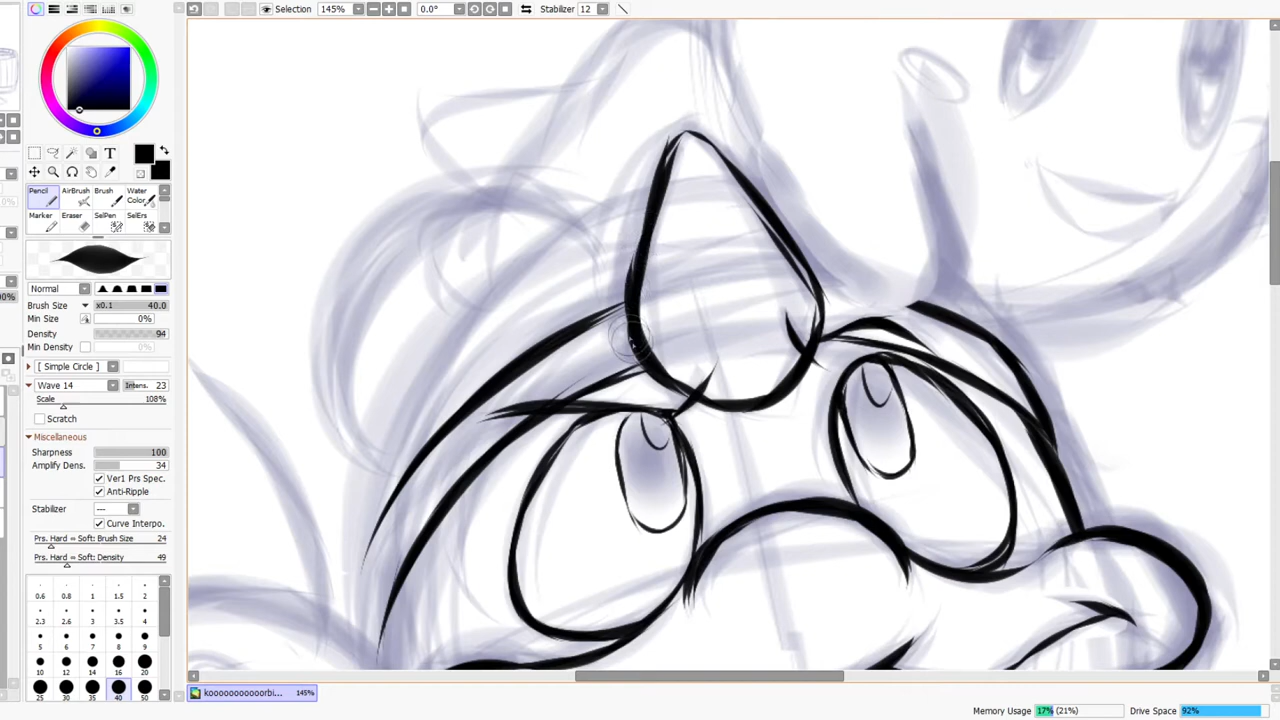 Selection 145% 0.0° Stabilizer 12
T
Pencil AirBrush Brush Water Color
Marker Eraser SelPen SelErs
Normal
Brush Size x0.1 40.0
Min Size 0%
Density 94
Min Density 0%
[ Simple Circle ]
Wave 14 Intens. 23
Scale 108%
Scratch
Miscellaneous
Sharpness 100
Amplify Dens. 34
Ver1 Prs Spec.
Anti-Ripple
Stabilizer ---
Curve Interpo.
Prs. Hard ⇔ Soft: Brush Size 24
Prs. Hard ⇔ Soft: Density 49
0.6 0.8 1 1.5 2
2.3 2.6 3 3.5 4
5 6 7 8 9
10 12 14 16 20
25 30 35 40 50
145%
Memory Usage 17% (21%) Drive Space 92%